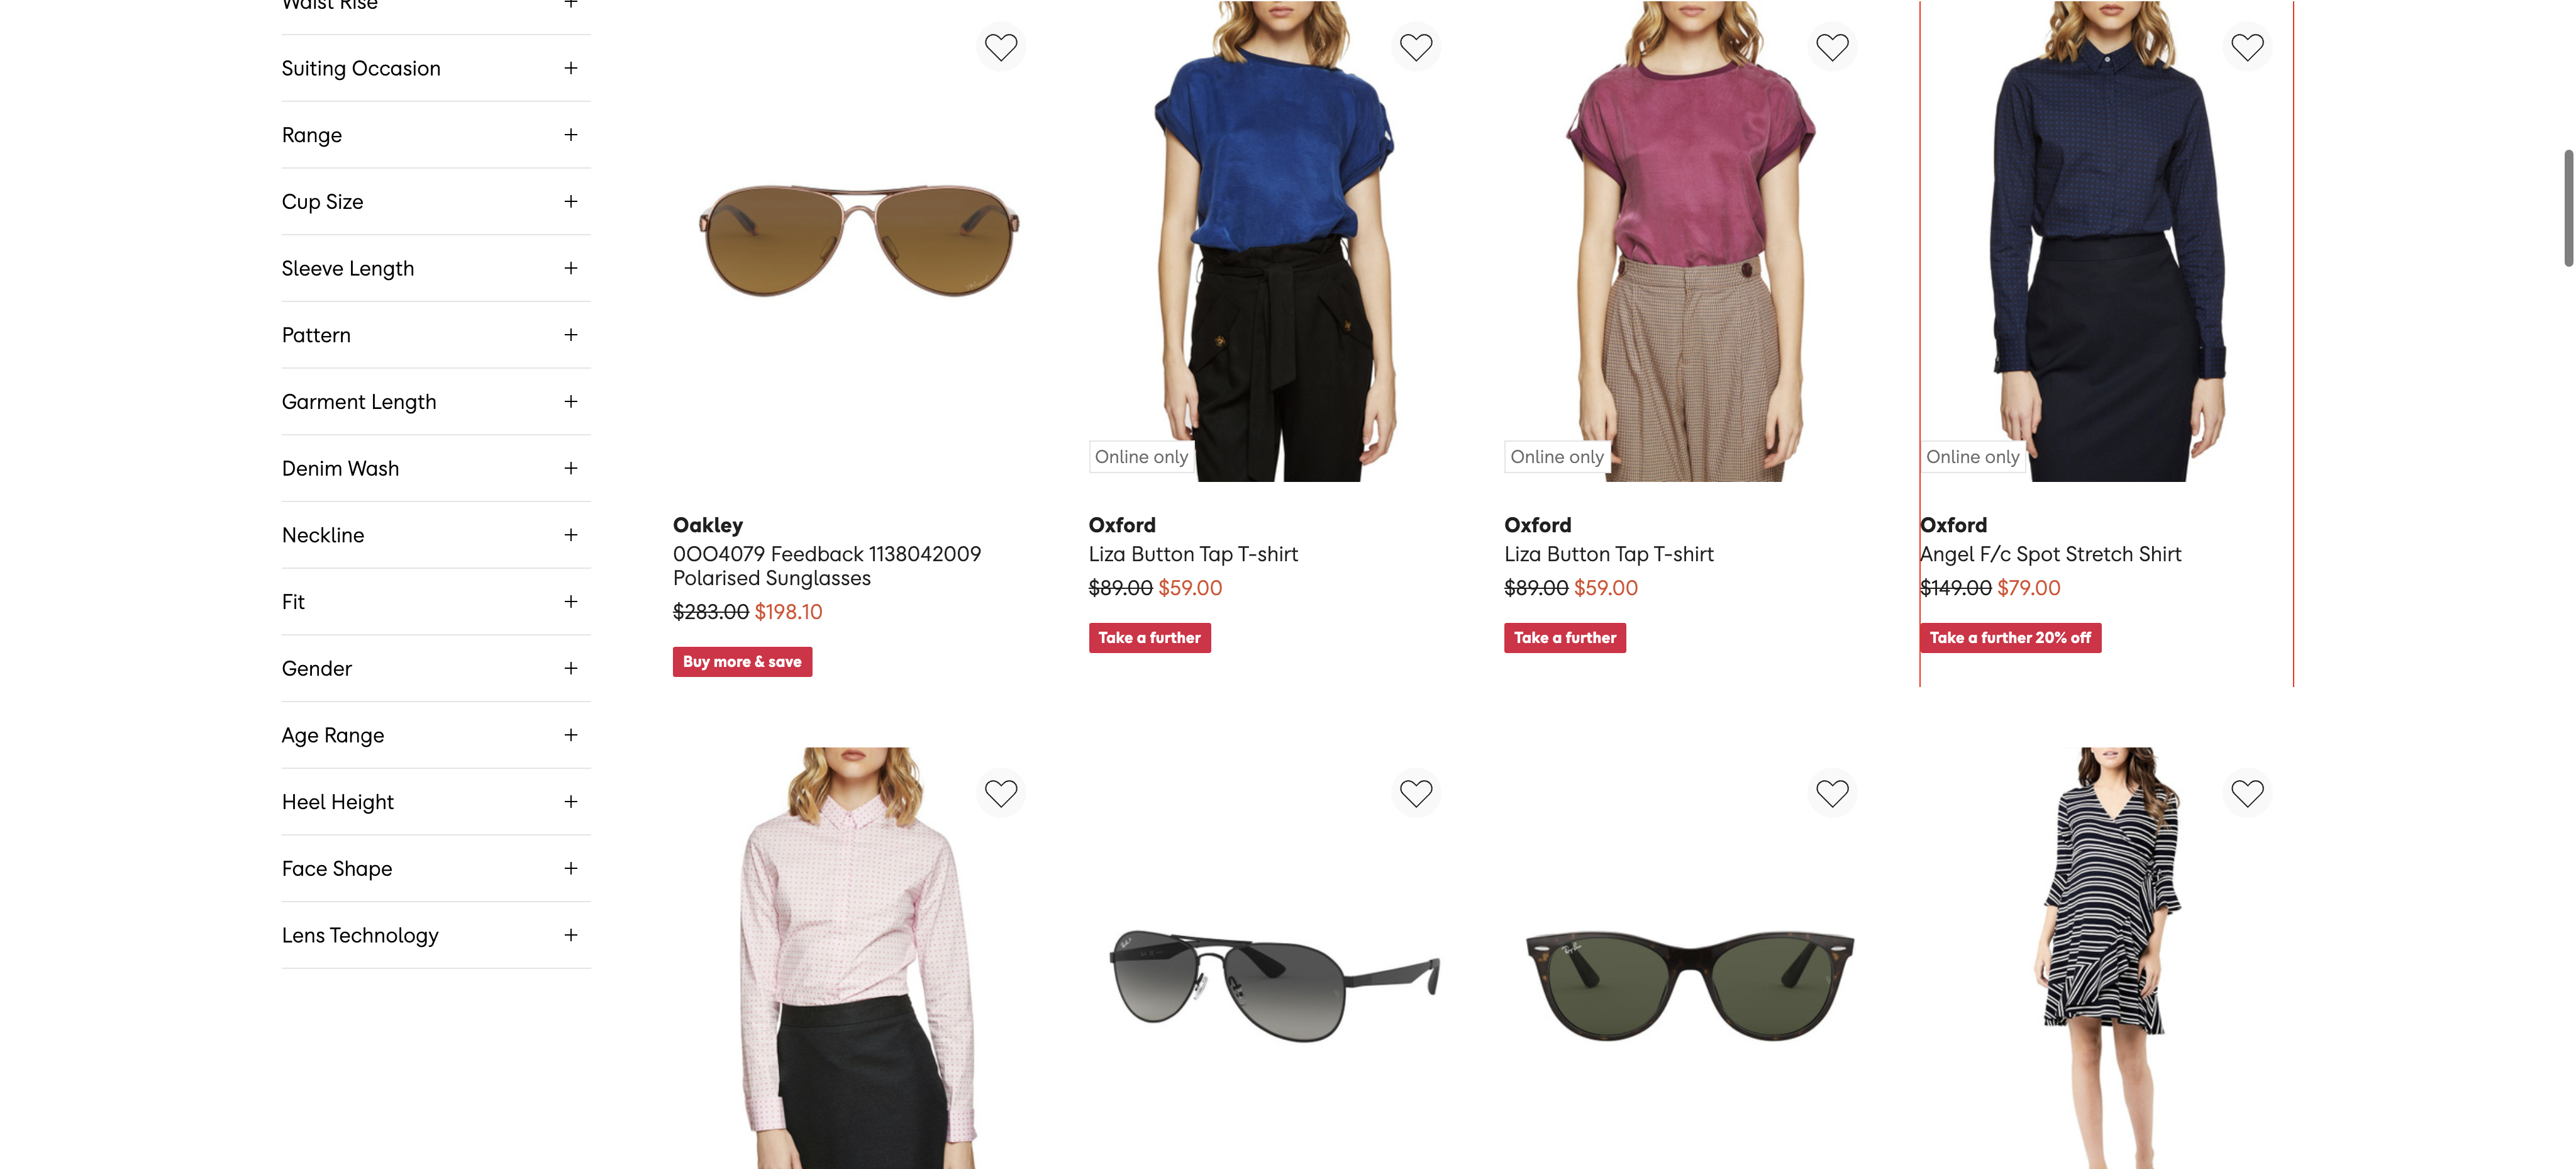 Waist Rise
Suiting Occasion
Range
Cup Size
Sleeve Length
Pattern
Garment Length
Denim Wash
Neckline
Fit
Gender
Age Range
Heel Height
Face Shape
Lens Technology
Oakley
0OO4079 Feedback 1138042009
Polarised Sunglasses
$283.00 $198.10
Buy more & save
Online only
Oxford
Liza Button Tap T-shirt
$89.00 $59.00
Take a further
Online only
Oxford
Liza Button Tap T-shirt
$89.00 $59.00
Take a further
Online only
Oxford
Angel F/c Spot Stretch Shirt
$149.00 $79.00
Take a further 20% off
Ray-Ban